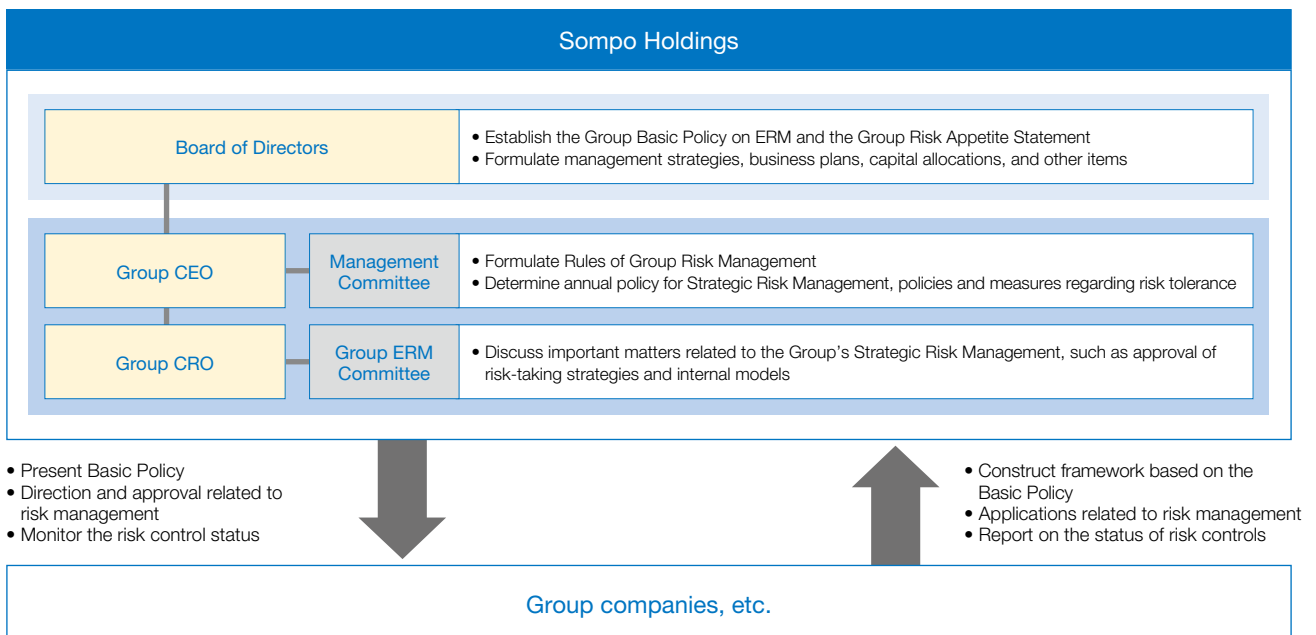 Sompo Holdings
Board of Directors
• Establish the Group Basic Policy on ERM and the Group Risk Appetite Statement
• Formulate management strategies, business plans, capital allocations, and other items
Group CEO
Management
Committee
• Formulate Rules of Group Risk Management
• Determine annual policy for Strategic Risk Management, policies and measures regarding risk tolerance
Group CRO
Group ERM
Committee
• Discuss important matters related to the Group's Strategic Risk Management, such as approval of
risk-taking strategies and internal models
• Present Basic Policy
• Direction and approval related to
risk management
• Monitor the risk control status
• Construct framework based on the
Basic Policy
• Applications related to risk management
• Report on the status of risk controls
Group companies, etc.